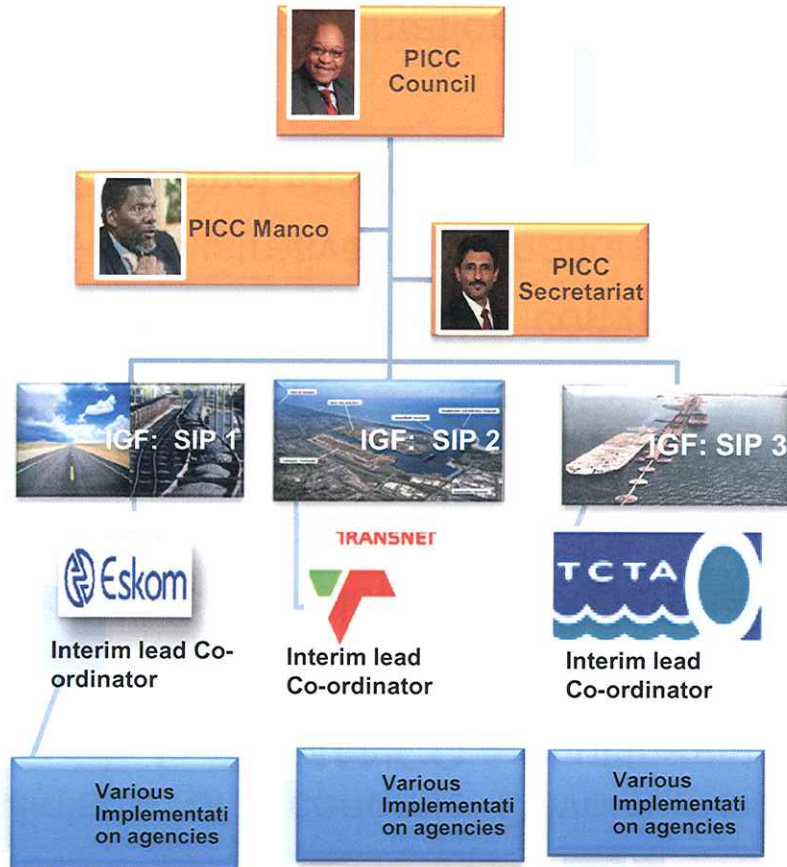 PICC
Council
PICC Manco
PICC
Secretariat
IGF: SIP 1
IGF: SIP 2
IGF: SIP 3
Eskom
TRANSNET
TCTA
Interim lead Co-
ordinator
Interim lead
Co-ordinator
Interim lead
Co-ordinator
Various
Implementati
on agencies
Various
Implementati
on agencies
Various
Implementati
on agencies